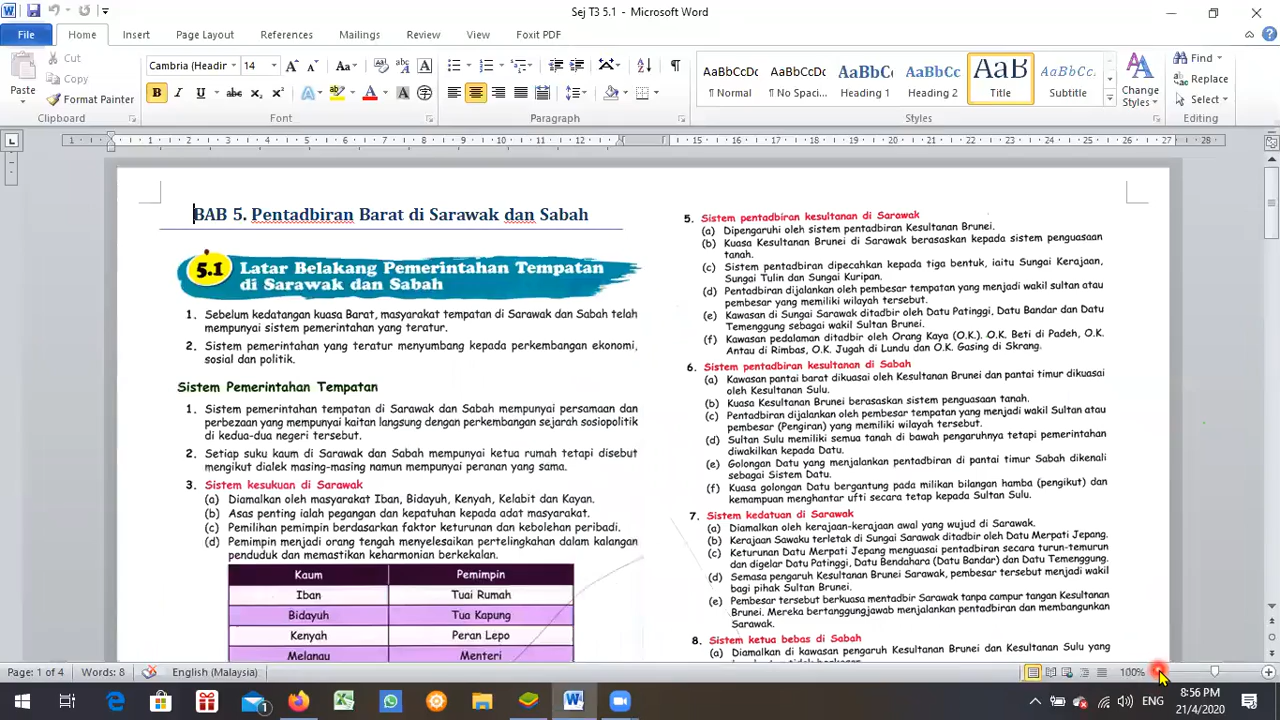 Sej T3 5.1 - Microsoft Word
File Home Insert Page Layout References Mailings Review View Foxit PDF
Paste
Cut
Copy
Format Painter
Clipboard
Cambria (Headir 14
Font
Paragraph
AaBbCcDc AaBbCcDc AaBbCc AaBbCc AaB AaBbCcL
¶ Normal ¶ No Spaci... Heading 1 Heading 2 Title Subtitle
Change
Styles
Styles
Find
Replace
Select
Editing
BAB 5. Pentadbiran Barat di Sarawak dan Sabah
5.1 Latar Belakang Pemerintahan Tempatan
di Sarawak dan Sabah
1. Sebelum kedatangan kuasa Barat, masyarakat tempatan di Sarawak dan Sabah telah
mempunyai sistem pemerintahan yang teratur.
2. Sistem pemerintahan yang teratur menyumbang kepada perkembangan ekonomi,
sosial dan politik.
Sistem Pemerintahan Tempatan
1. Sistem pemerintahan tempatan di Sarawak dan Sabah mempunyai persamaan dan
perbezaan yang mempunyai kaitan langsung dengan perkembangan sejarah sosiopolitik
di kedua-dua negeri tersebut.
2. Setiap suku kaum di Sarawak dan Sabah mempunyai ketua rumah tetapi disebut
mengikut dialek masing-masing namun mempunyai peranan yang sama.
3. Sistem kesukuan di Sarawak
(a) Diamalkan oleh masyarakat Iban, Bidayuh, Kenyah, Kelabit dan Kayan.
(b) Asas penting ialah pegangan dan kepatuhan kepada adat masyarakat.
(c) Pemilihan pemimpin berdasarkan faktor keturunan dan kebolehan peribadi.
(d) Pemimpin menjadi orang tengah menyelesaikan pertelingkahan dalam kalangan
penduduk dan memastikan keharmonian berkekalan.
Kaum Pemimpin
Iban Tuai Rumah
Bidayuh Tua Kapung
Kenyah Peran Lepo
Melanau Menteri
5. Sistem pentadbiran kesultanan di Sarawak
(a) Dipengaruhi oleh sistem pentadbiran Kesultanan Brunei.
(b) Kuasa Kesultanan Brunei di Sarawak berasaskan kepada sistem penguasaan
tanah.
(c) Sistem pentadbiran dipecahkan kepada tiga bentuk, iaitu Sungai Kerajaan,
Sungai Tulin dan Sungai Kuripan.
(d) Pentadbiran dijalankan oleh pembesar tempatan yang menjadi wakil sultan atau
pembesar yang memiliki wilayah tersebut.
(e) Kawasan di Sungai Sarawak ditadbir oleh Datu Patinggi, Datu Bandar dan Datu
Temenggung sebagai wakil Sultan Brunei.
(f) Kawasan pedalaman ditadbir oleh Orang Kaya (O.K.). O.K. Beti di Padeh, O.K.
Antau di Rimbas, O.K. Jugah di Lundu dan O.K. Gasing di Skrang.
6. Sistem pentadbiran kesultanan di Sabah
(a) Kawasan pantai barat dikuasai oleh Kesultanan Brunei dan pantai timur dikuasai
oleh Kesultanan Sulu.
(b) Kuasa Kesultanan Brunei berasaskan sistem penguasaan tanah.
(c) Pentadbiran dijalankan oleh pembesar tempatan yang menjadi wakil Sultan atau
pembesar (Pengiran) yang memiliki wilayah tersebut.
(d) Sultan Sulu memiliki semua tanah di bawah pengaruhnya tetapi pemerintahan
diwakilkan kepada Datu.
(e) Golongan Datu yang menjalankan pentadbiran di pantai timur Sabah dikenali
sebagai Sistem Datu.
(f) Kuasa golongan Datu bergantung pada milikan bilangan hamba (pengikut) dan
kemampuan menghantar ufti secara tetap kepada Sultan Sulu.
7. Sistem kedatuan di Sarawak
(a) Diamalkan oleh kerajaan-kerajaan awal yang wujud di Sarawak.
(b) Kerajaan Sawaku terletak di Sungai Sarawak ditadbir oleh Datu Merpati Jepang.
(c) Keturunan Datu Merpati Jepang menguasai pentadbiran secara turun-temurun
dan digelar Datu Patinggi, Datu Bendahara (Datu Bandar) dan Datu Temenggung.
(d) Semasa pengaruh Kesultanan Brunei Sarawak, pembesar tersebut menjadi wakil
bagi pihak Sultan Brunei.
(e) Pembesar tersebut berkuasa mentadbir Sarawak tanpa campur tangan Kesultanan
Brunei. Mereka bertanggungjawab menjalankan pentadbiran dan membangunkan
Sarawak.
8. Sistem ketua bebas di Sabah
(a) Diamalkan di kawasan pengaruh Kesultanan Brunei dan Kesultanan Sulu yang
Page: 1 of 4 Words: 8 English (Malaysia) 100%
ENG
8:56 PM
21/4/2020